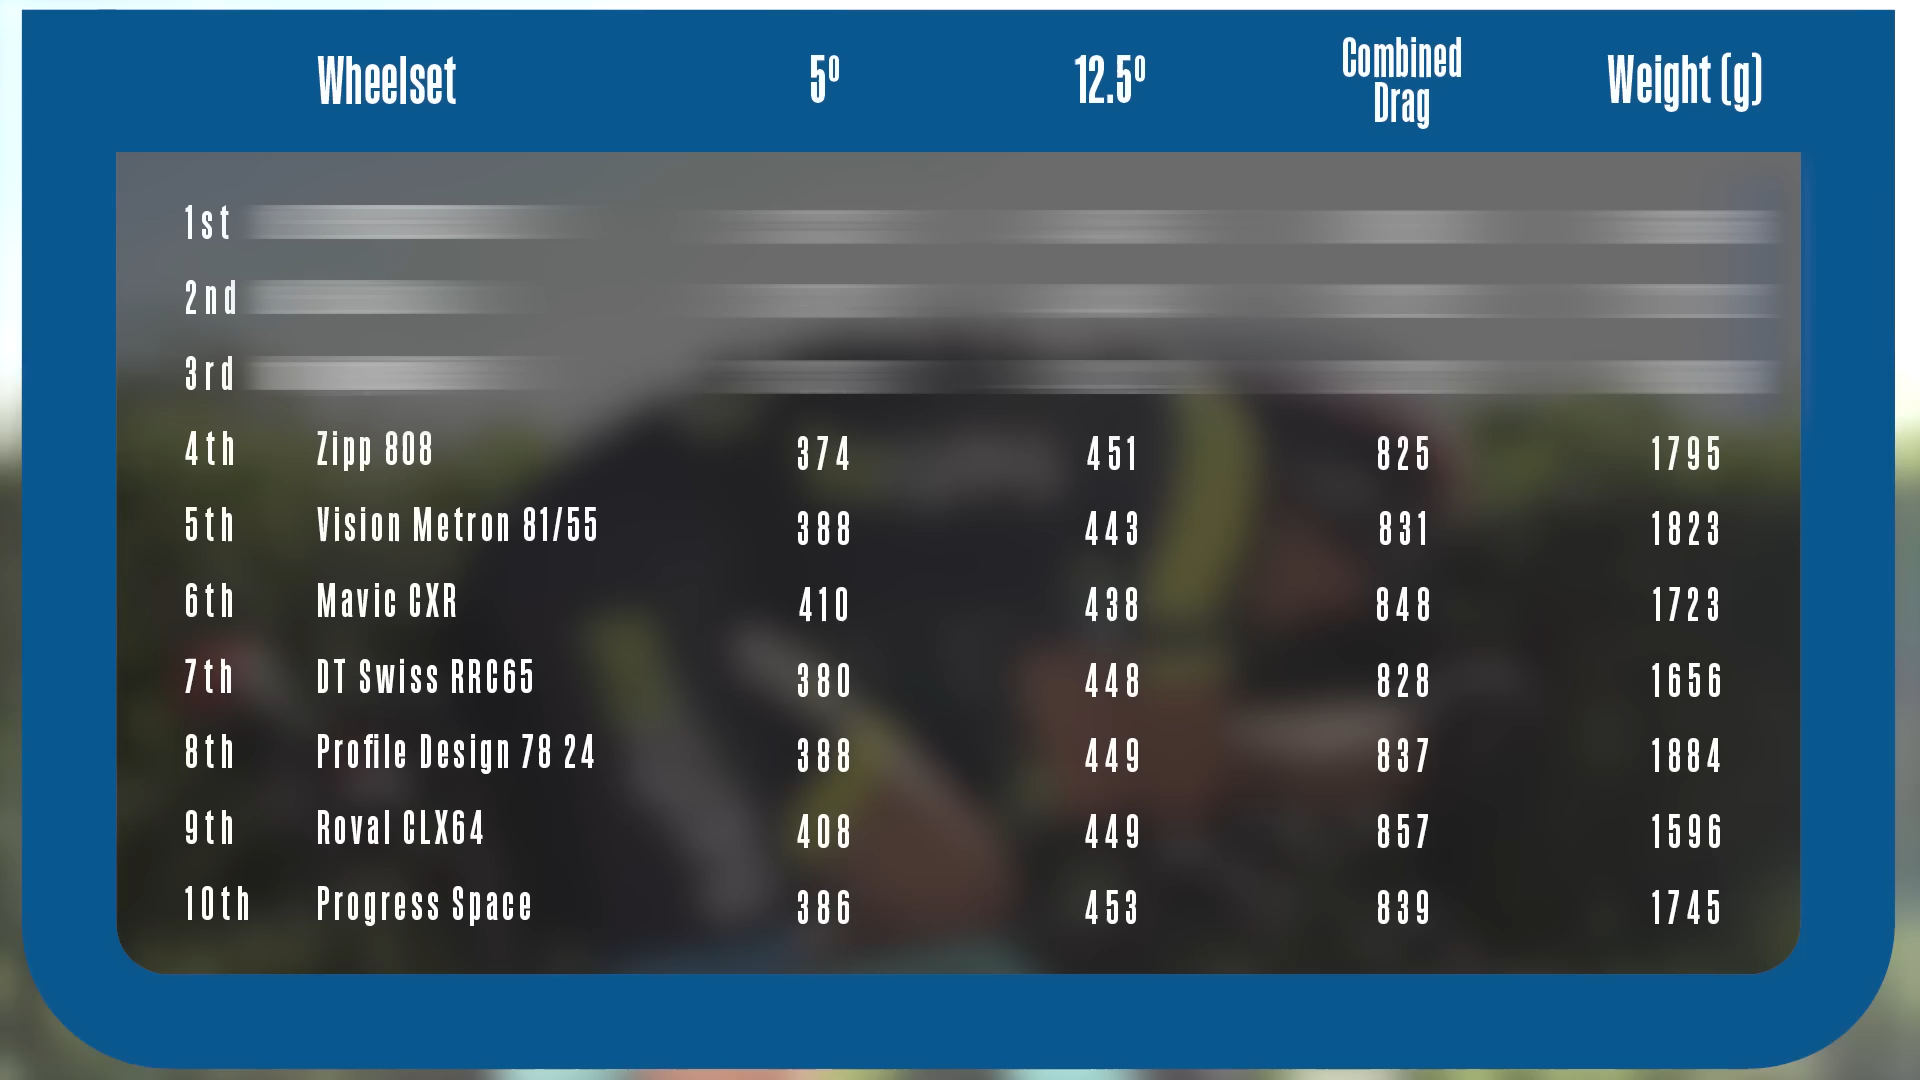 Wheelset 5º 12.5º Combined Drag Weight (g)
1st
2nd
3rd
4th Zipp 808 374 451 825 1795
5th Vision Metron 81/55 388 443 831 1823
6th Mavic CXR 410 438 848 1723
7th DT Swiss RRC65 380 448 828 1656
8th Profile Design 78 24 388 449 837 1884
9th Roval CLX64 408 449 857 1596
10th Progress Space 386 453 839 1745